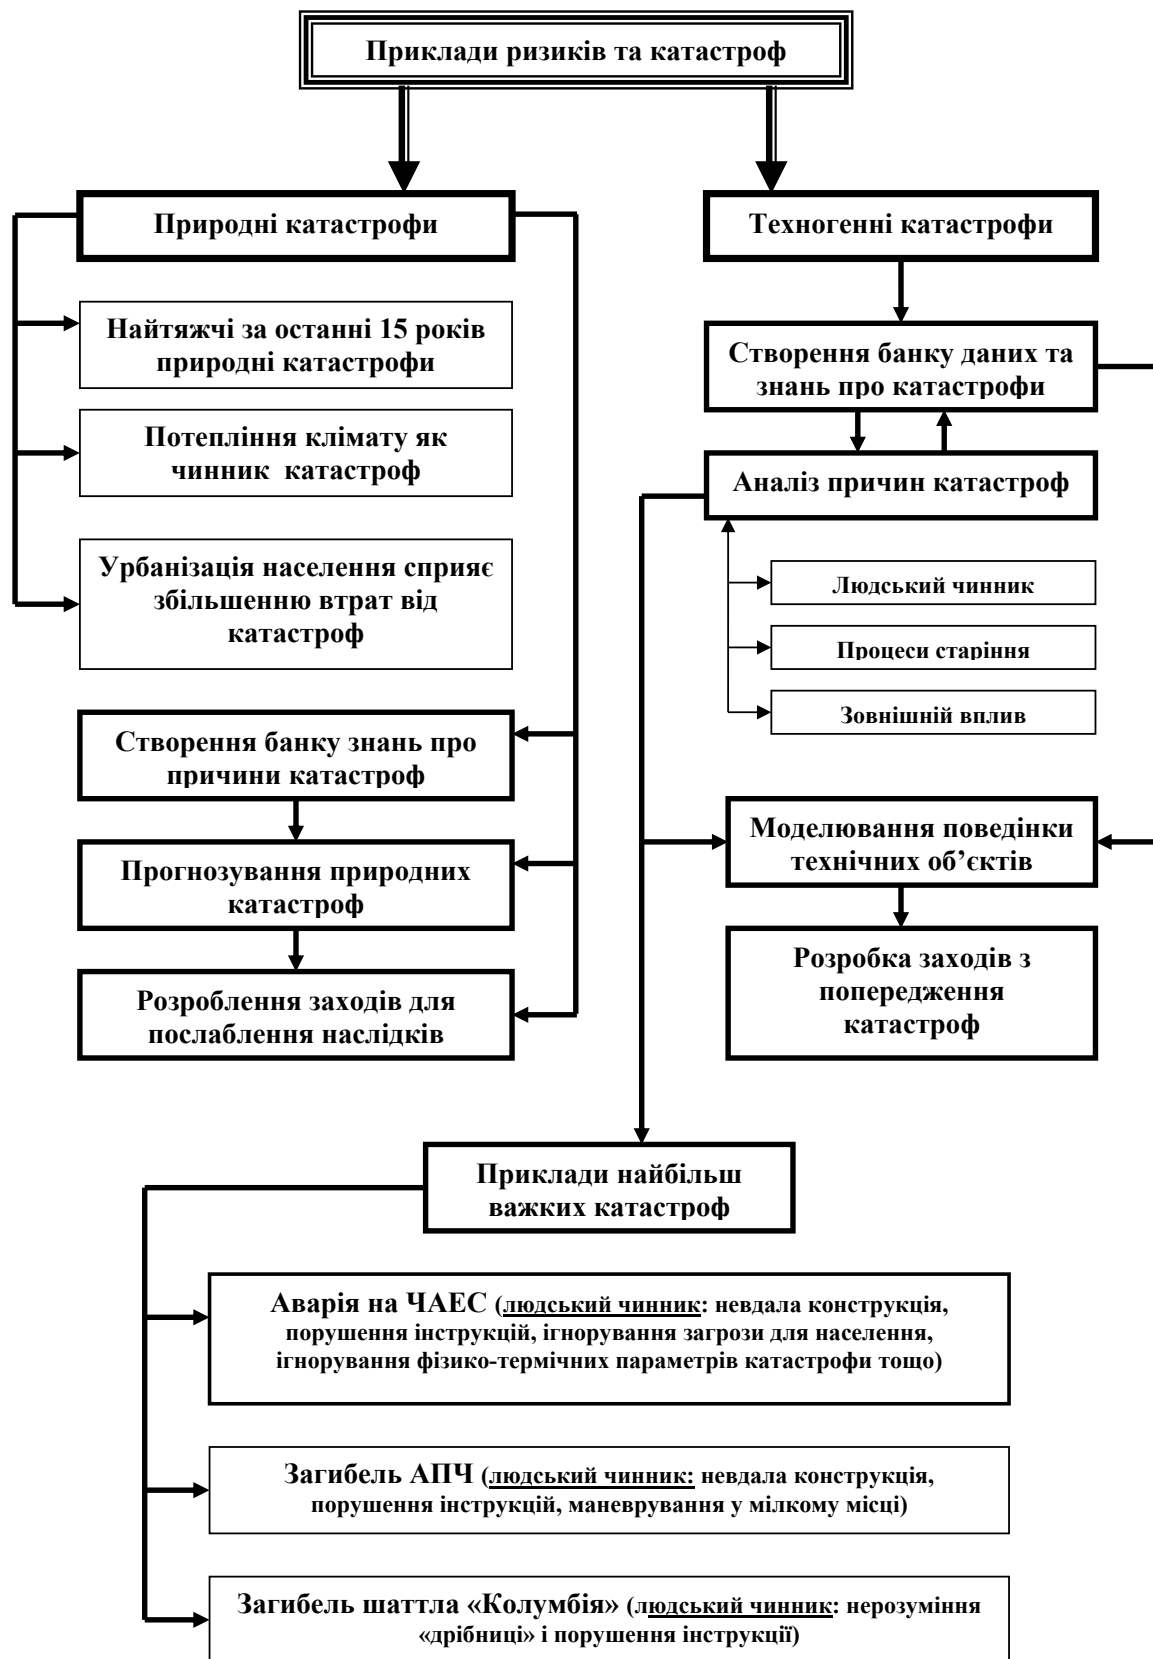 Приклади ризиків та катастроф
Природні катастрофи
Найтяжчі за останні 15 років
природні катастрофи
Потепління клімату як
чинник катастроф
Урбанізація населення сприяє
збільшенню втрат від
катастроф
Створення банку знань про
причини катастроф
Прогнозування природних
катастроф
Розроблення заходів для
послаблення наслідків
Техногенні катастрофи
Створення банку даних та
знань про катастрофи
Аналіз причин катастроф
Людський чинник
Процеси старіння
Зовнішній вплив
Моделювання поведінки
технічних об’єктів
Розробка заходів з
попередження
катастроф
Приклади найбільш
важких катастроф
Аварія на ЧАЕС (людський чинник: невдала конструкція,
порушення інструкцій, ігнорування загрози для населення,
ігнорування фізико-термічних параметрів катастрофи тощо)
Загибель АПЧ (людський чинник: невдала конструкція,
порушення інструкцій, маневрування у мілкому місці)
Загибель шаттла «Колумбія» (людський чинник: нерозуміння
«дрібниці» і порушення інструкції)